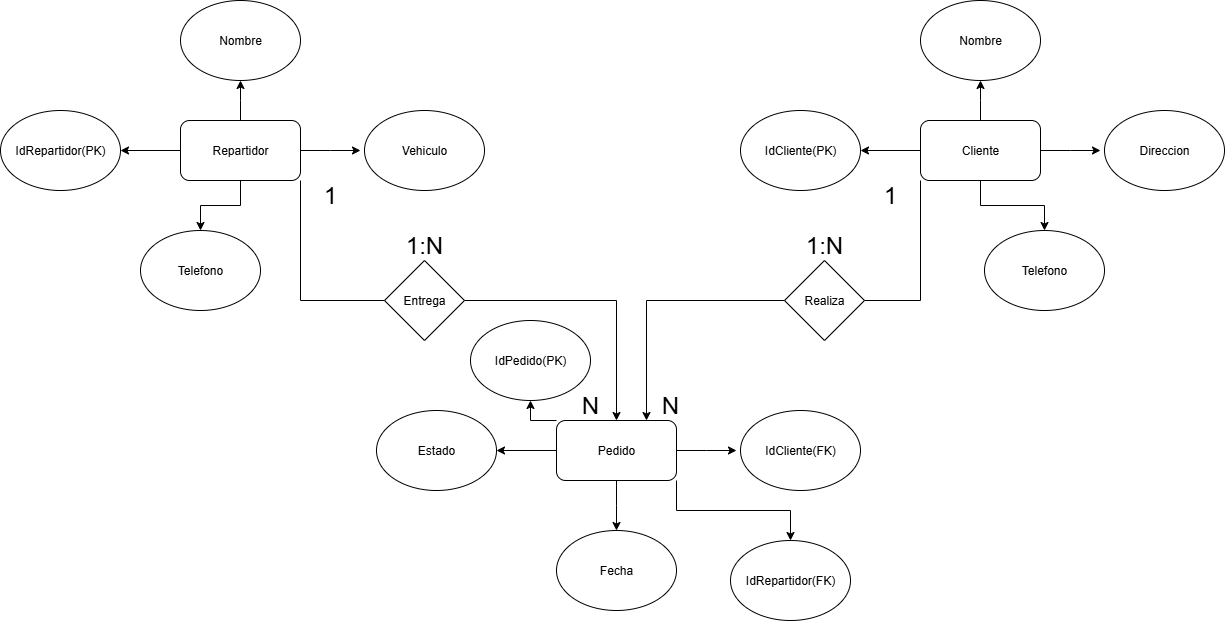 Nombre
Nombre
IdRepartidor(PK)
Repartidor
Vehiculo
IdCliente(PK)
Cliente
Direccion
1
1
Telefono
1:N
1:N
Telefono
Entrega
Realiza
IdPedido(PK)
N
N
Estado
Pedido
IdCliente(FK)
Fecha
IdRepartidor(FK)